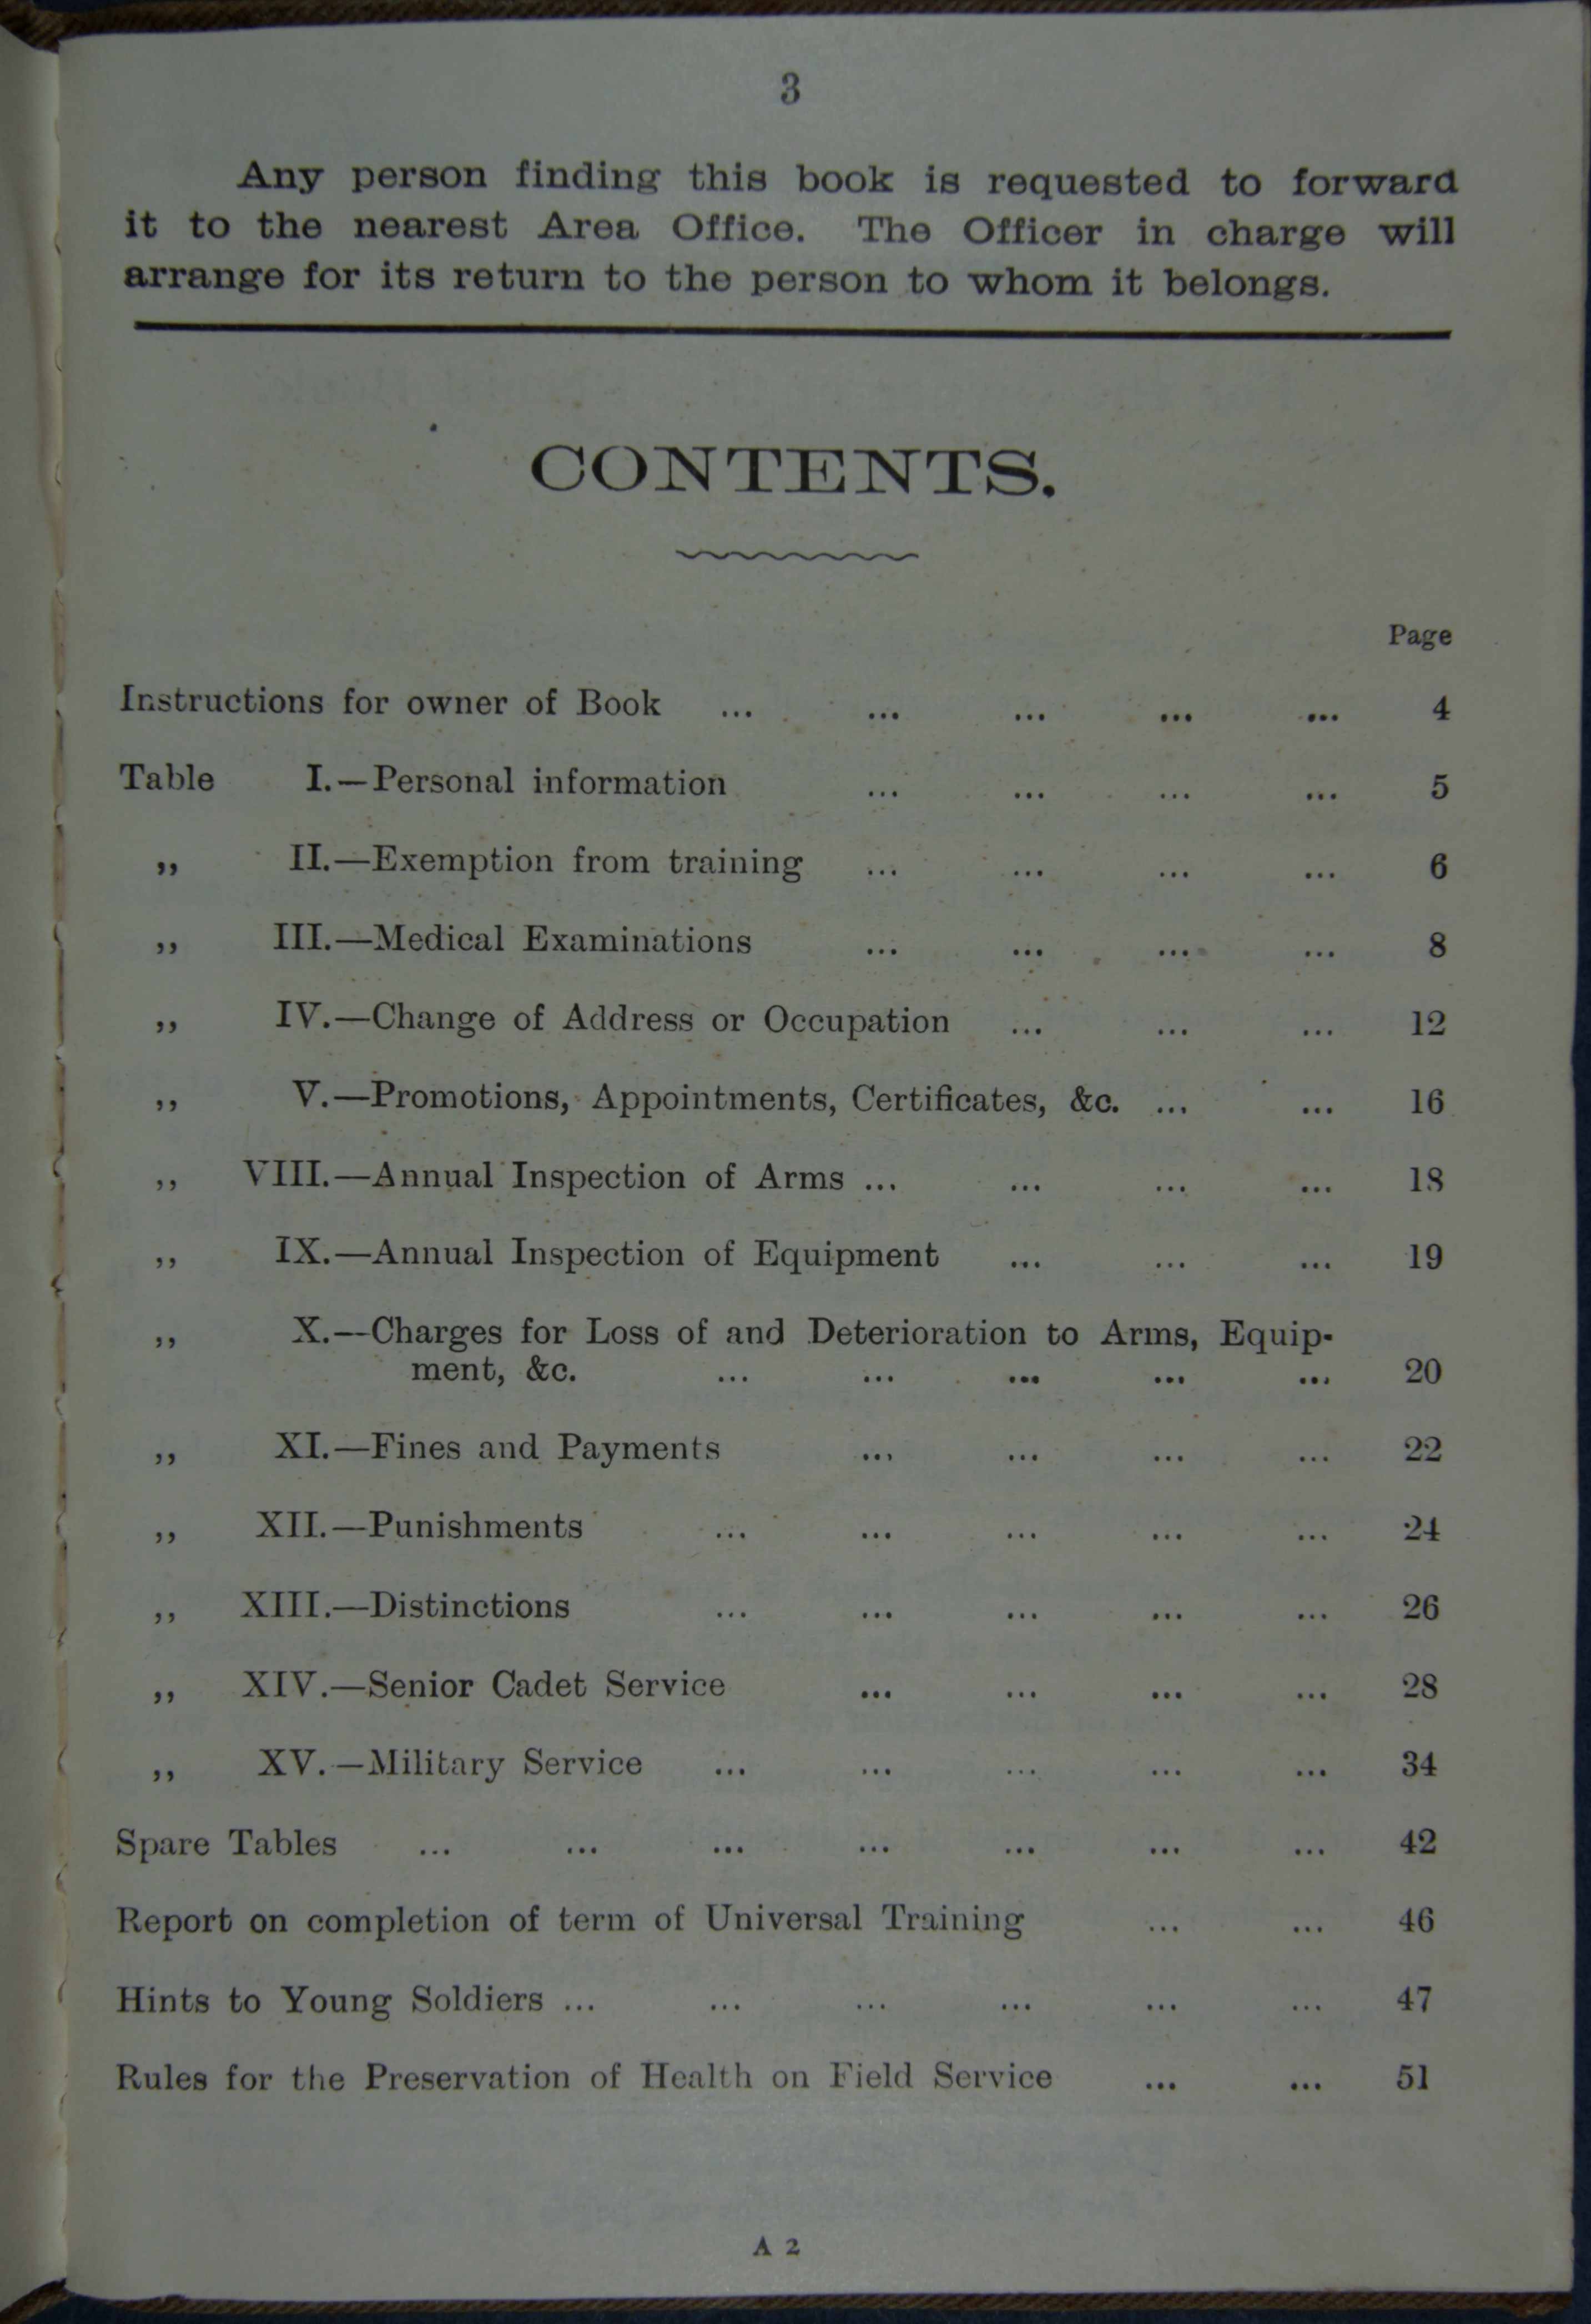 3
Any person finding this book is requested to forward
it to the nearest Area Office. The Officer in charge will
arrange for its return to the person to whom it belongs.
CONTENTS.
Page
Instructions for owner of Book ... ... ... ... ... 4
Table I.—Personal information ... ... ... ... 5
,, II.—Exemption from training ... ... ... ... 6
,, III.—Medical Examinations ... ... ... ... 8
,, IV.—Change of Address or Occupation ... ... ... 12
,, V.—Promotions, Appointments, Certificates, &c. ... ... 16
,, VIII.—Annual Inspection of Arms ... ... ... ... 18
,, IX.—Annual Inspection of Equipment ... ... ... 19
,, X.—Charges for Loss of and Deterioration to Arms, Equip-
ment, &c. ... ... ... ... ... 20
,, XI.—Fines and Payments ... ... ... ... 22
,, XII.—Punishments ... ... ... ... ... 24
,, XIII.—Distinctions ... ... ... ... ... 26
,, XIV.—Senior Cadet Service ... ... ... ... 28
,, XV.—Military Service ... ... ... ... ... 34
Spare Tables ... ... ... ... ... ... ... 42
Report on completion of term of Universal Training ... ... 46
Hints to Young Soldiers ... ... ... ... ... ... 47
Rules for the Preservation of Health on Field Service ... ... 51
A 2